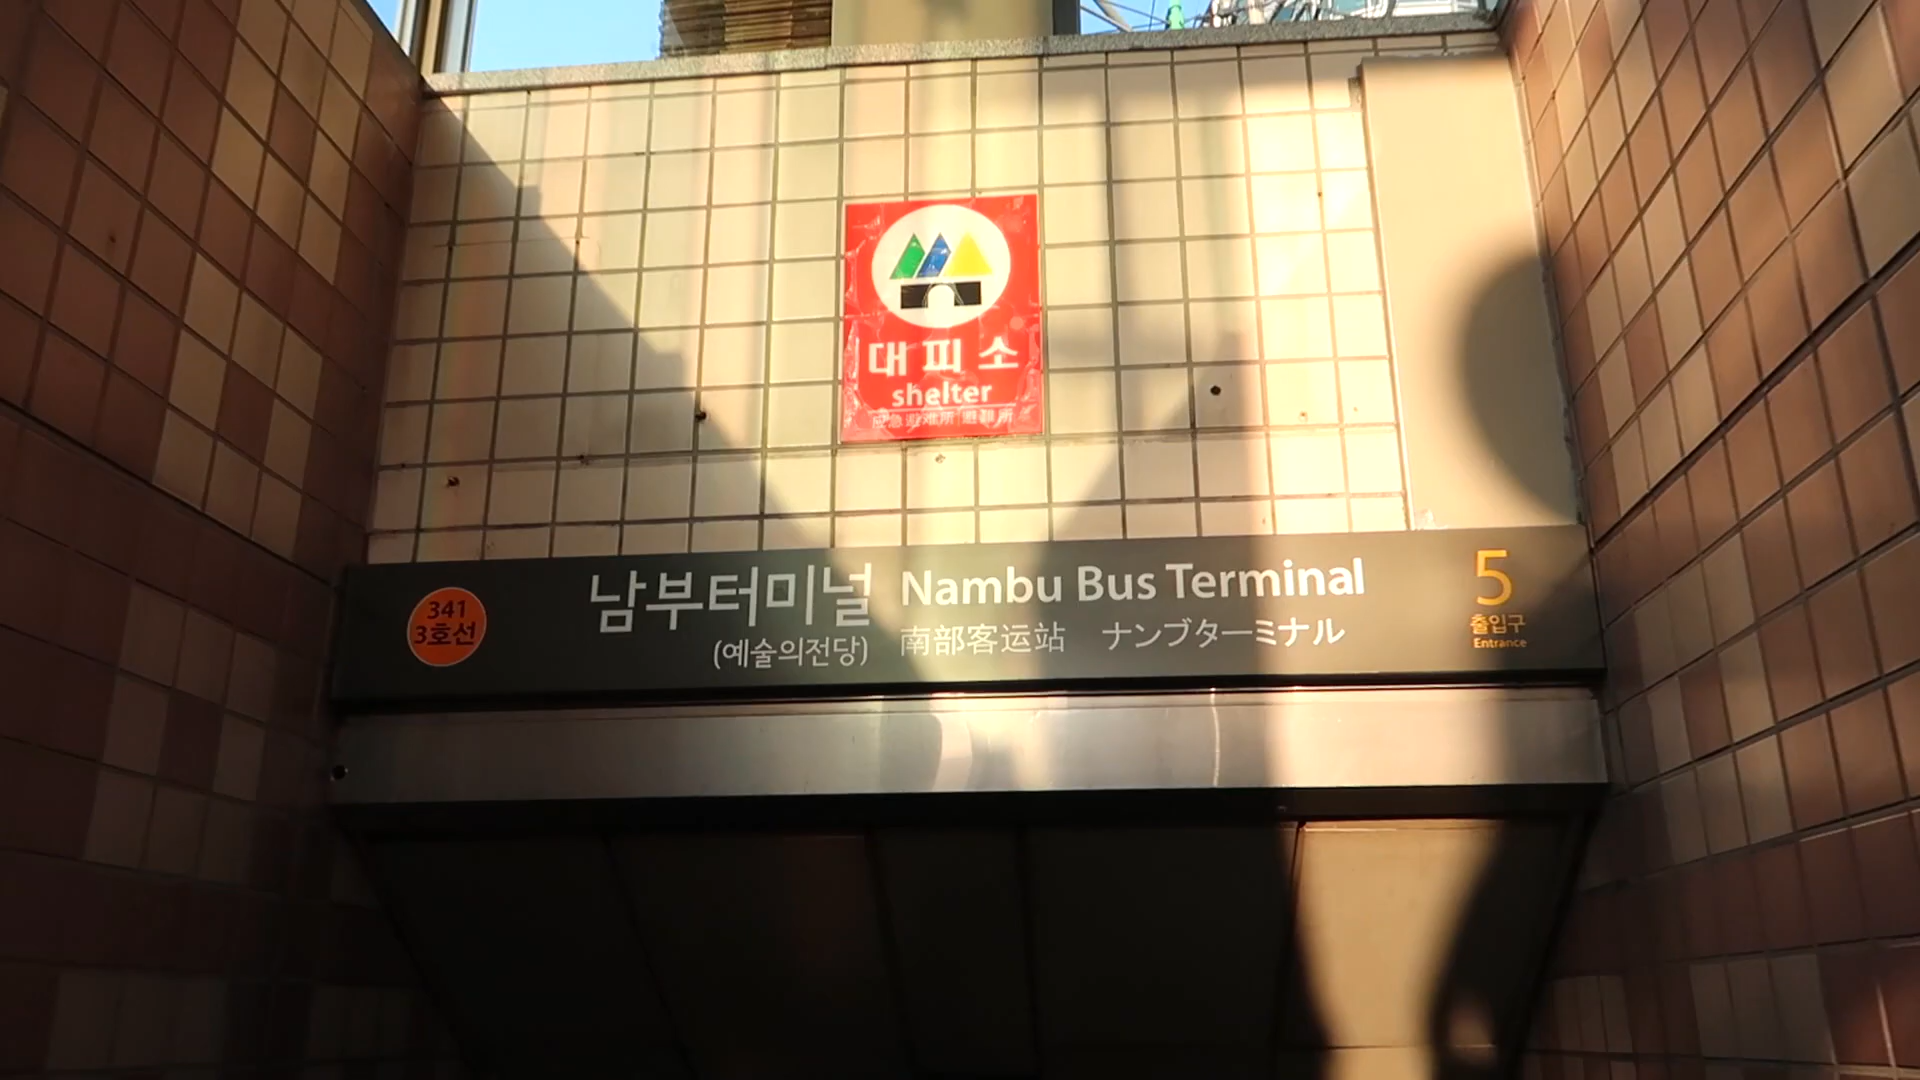 대피소
shelter
应急避难所 避難所
341
3호선
남부터미널 Nambu Bus Terminal
(예술의전당) 南部客运站 ナンブターミナル
5
출입구
Entrance